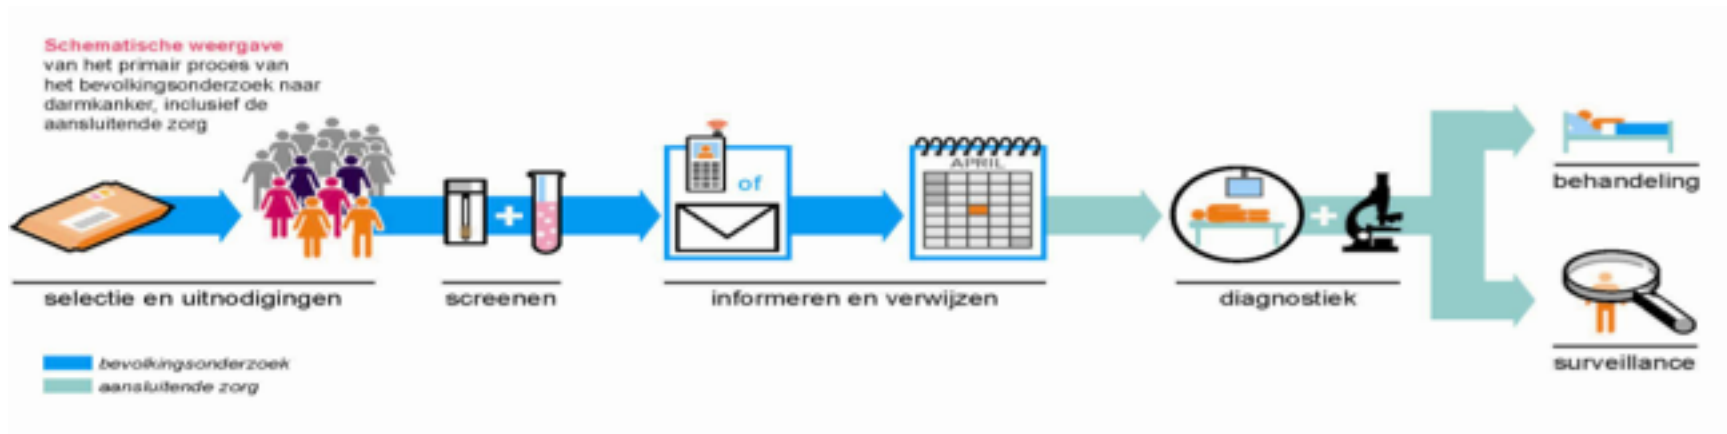 Schematische weergave
van het primair proces van
het bevolkingsonderzoek naar
darmkanker, inclusief de
aansluitende zorg
of
APRIL
selectie en uitnodigingen
screenen
informeren en verwijzen
diagnostiek
behandeling
surveillance
bevolkingsonderzoek
aansluitende zorg